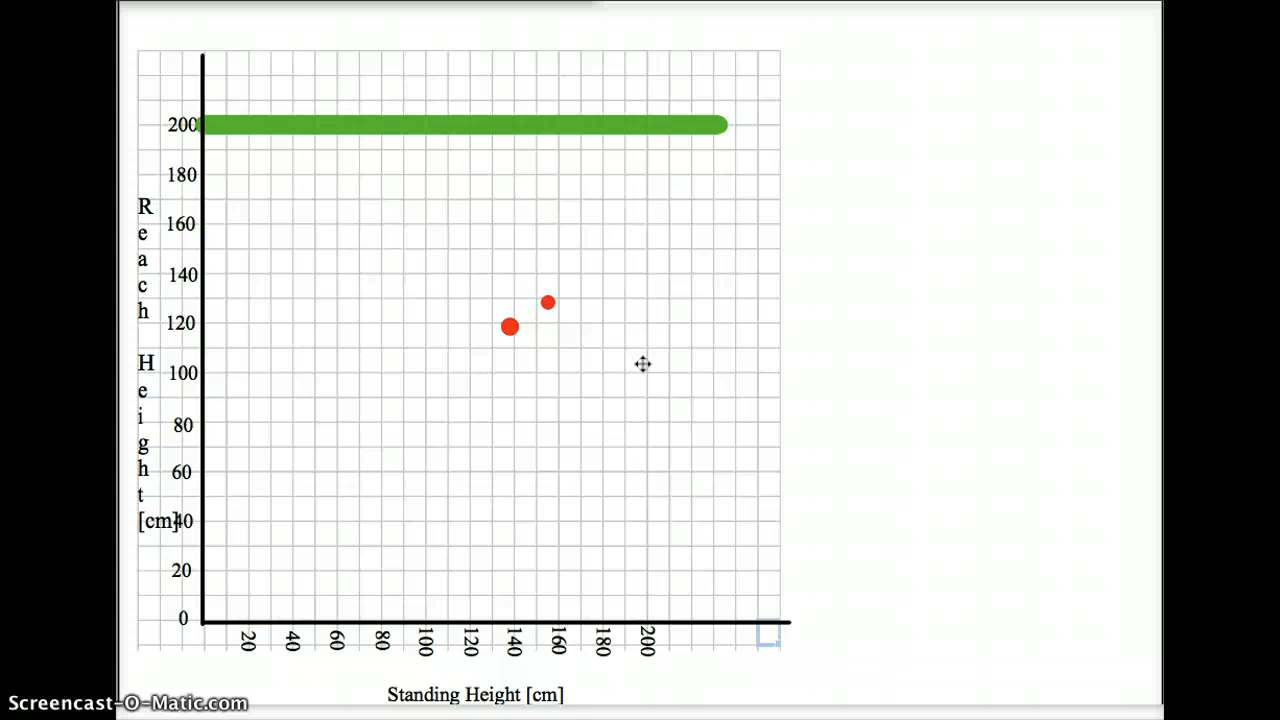 200
180
160
140
120
100
80
60
40
20
0
R
e
a
c
h
H
e
i
g
h
t
[cm]
20 40 60 80 100 120 140 160 180 200
Standing Height [cm]
Screencast-O-Matic.com